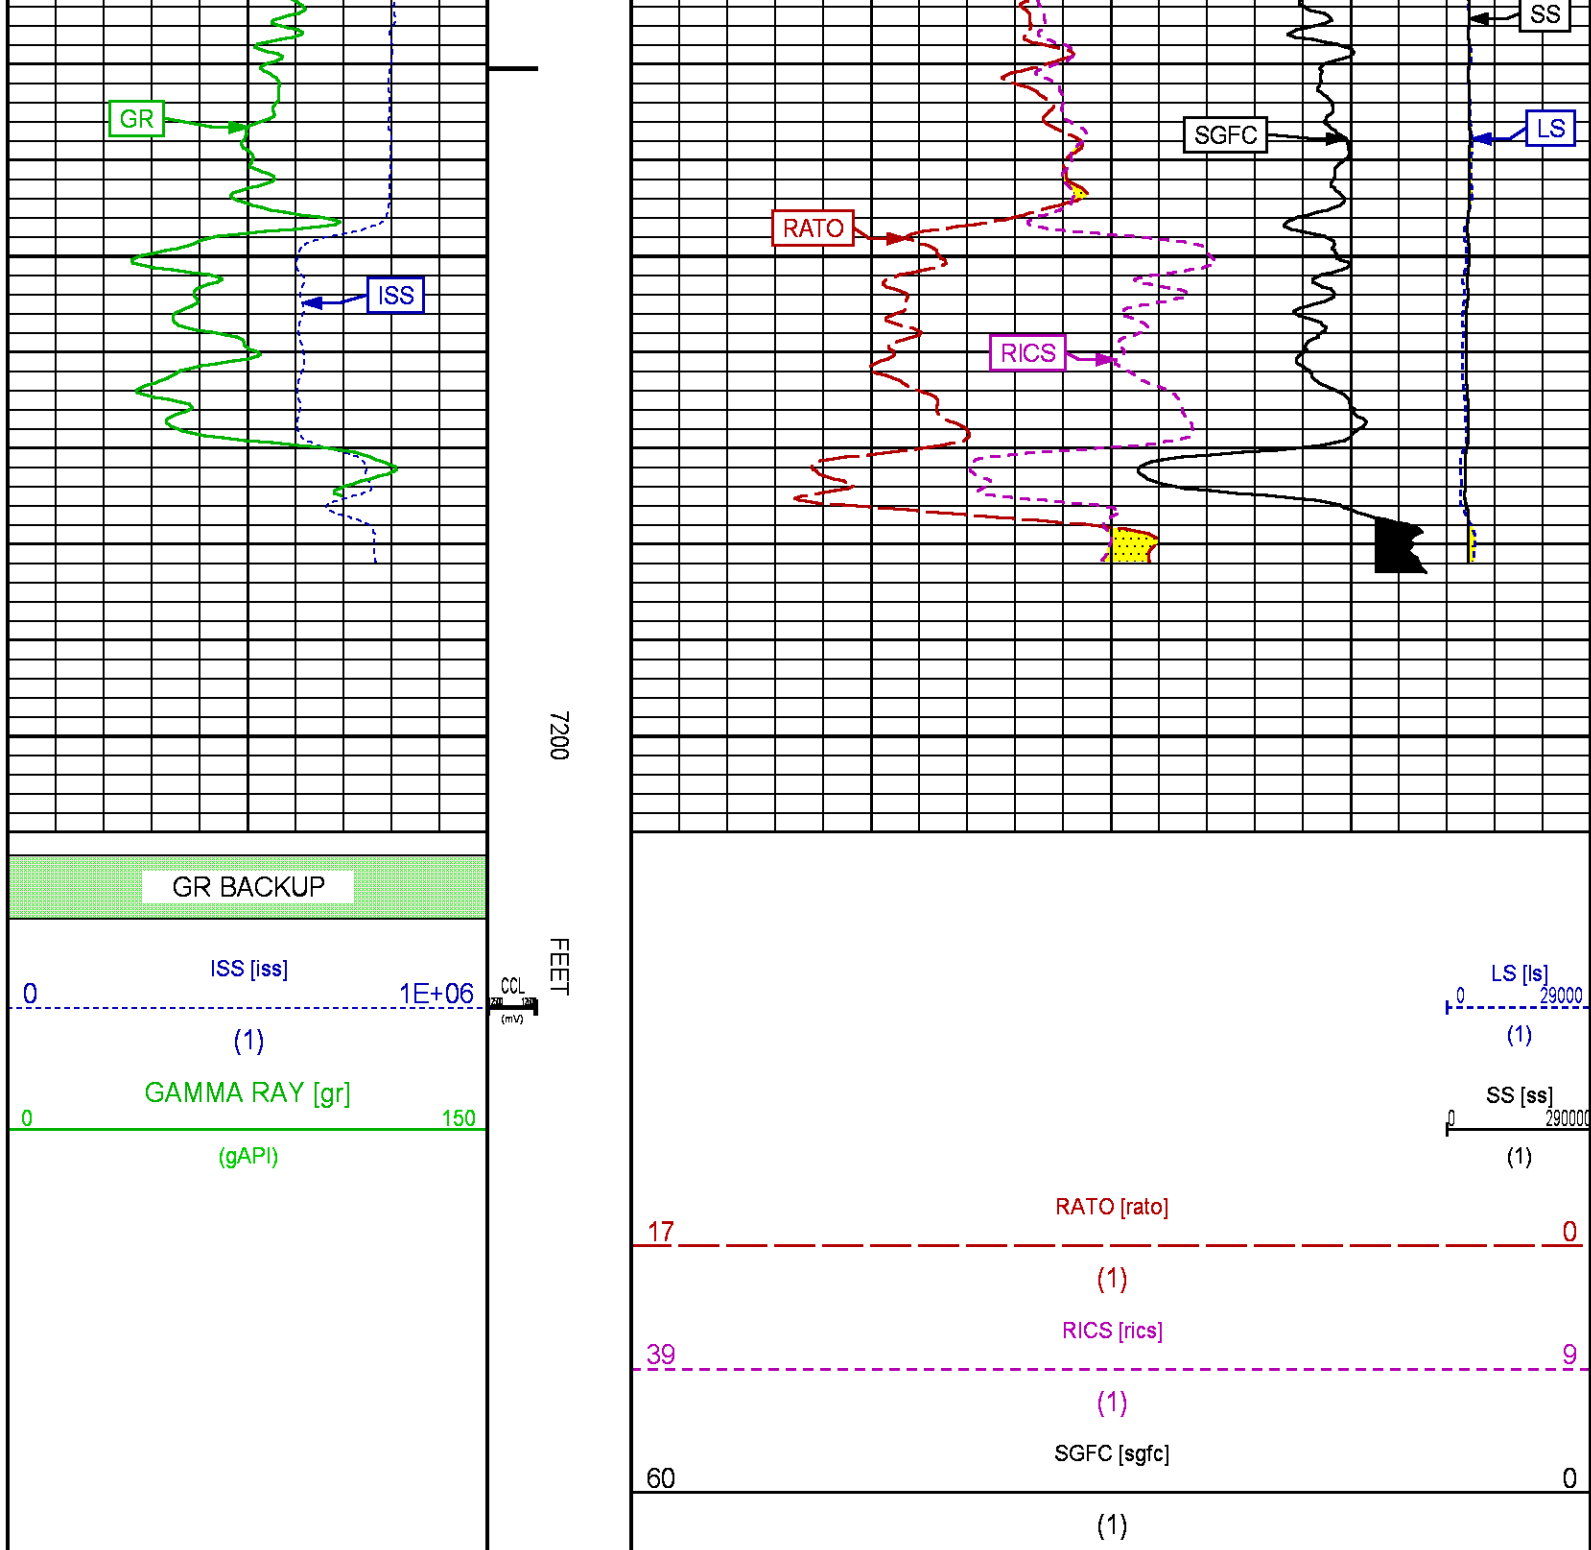 SS
GR
SGFC
LS
RATO
ISS
RICS
7200
GR BACKUP
FEET
ISS [iss]
0 1E+06
(1)
CCL
(mV)
LS [ls]
0 29000
(1)
GAMMA RAY [gr]
0 150
(gAPI)
SS [ss]
0 290000
(1)
RATO [rato]
17 0
(1)
RICS [rics]
39 9
(1)
SGFC [sgfc]
60 0
(1)